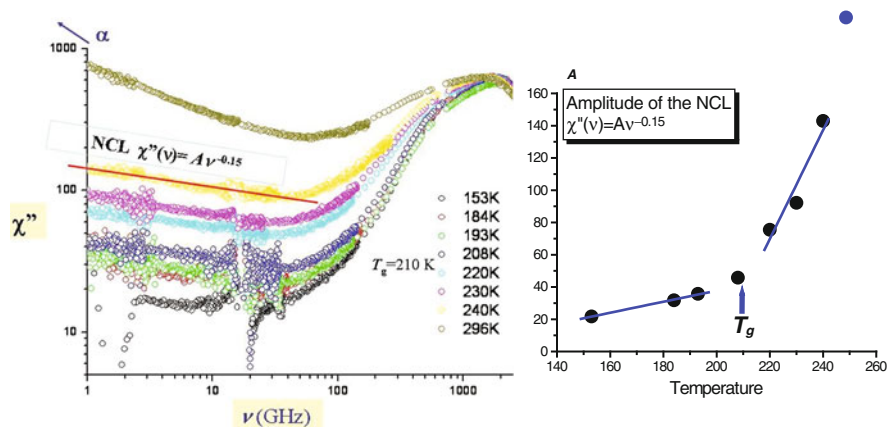 α
1000
NCL χ"(ν)= Aν⁻⁰·¹⁵
100
χ"
10
Tg=210 K
153K
184K
193K
208K
220K
230K
240K
296K
1
10
100
1000
ν (GHz)
A
Amplitude of the NCL
χ"(ν)=Aν⁻⁰·¹⁵
160
140
120
100
80
60
40
20
0
Tg
140
160
180
200
220
240
260
Temperature